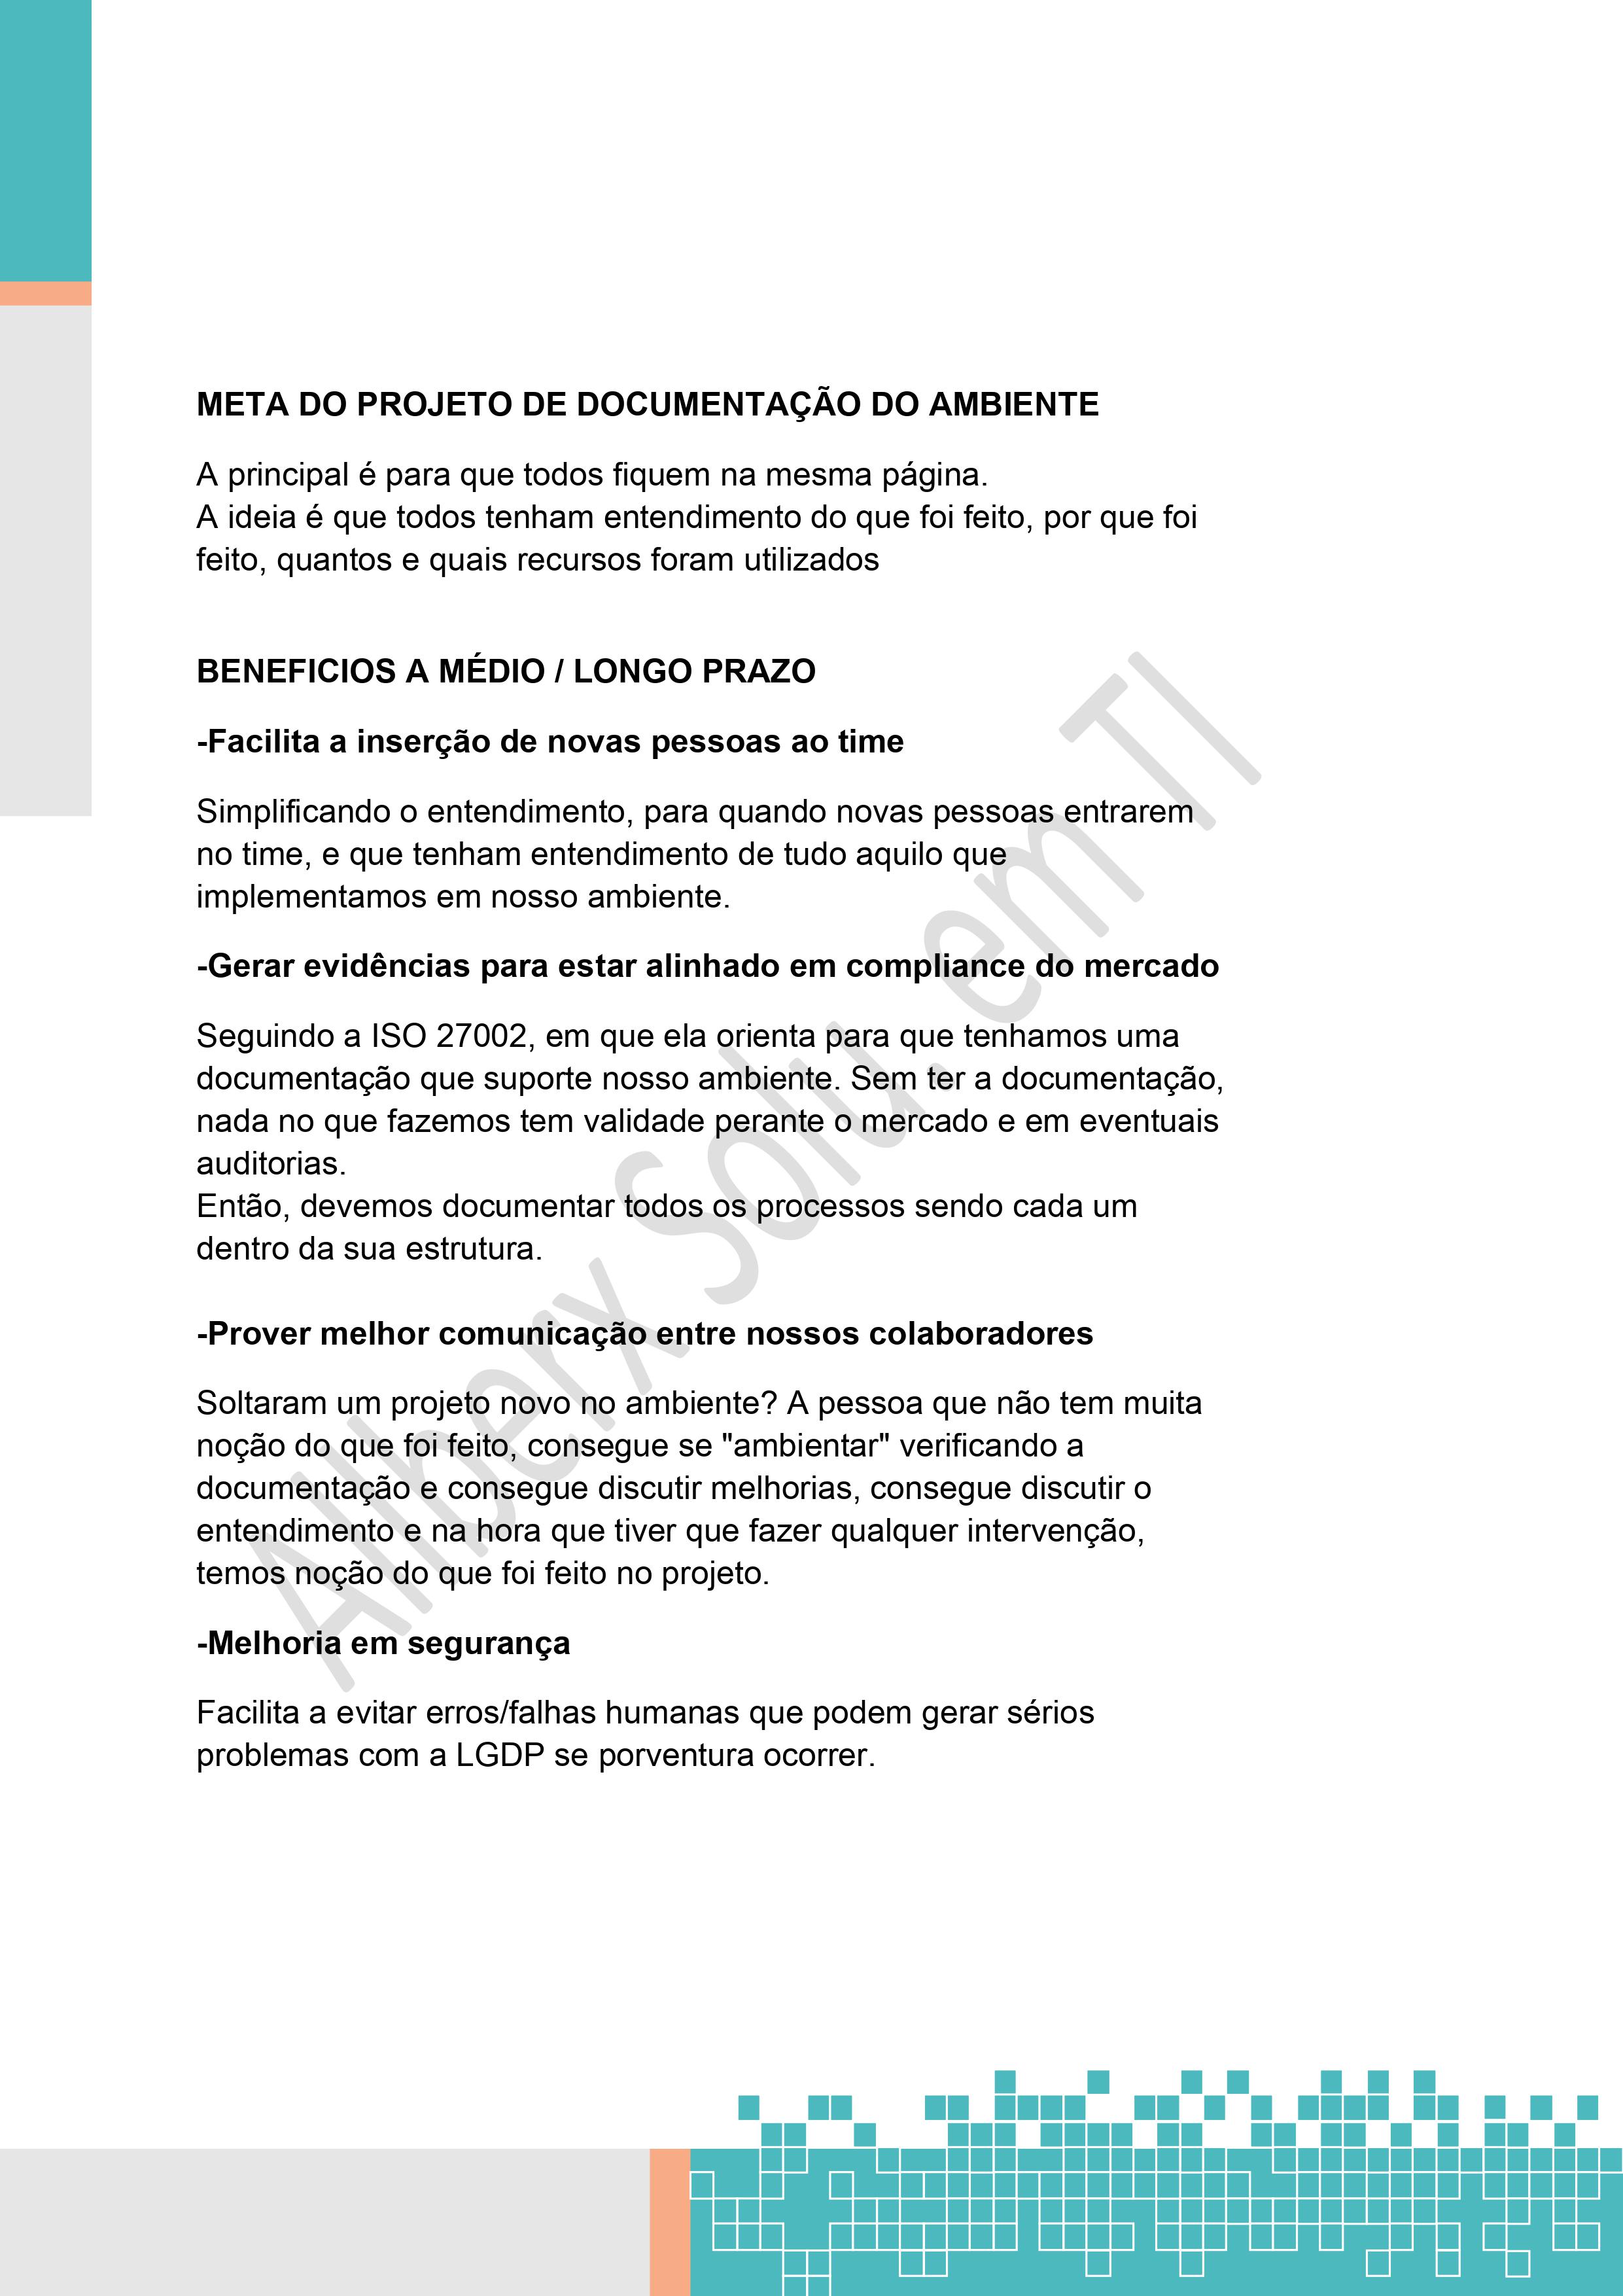 META DO PROJETO DE DOCUMENTAÇÃO DO AMBIENTE
A principal é para que todos fiquem na mesma página.
A ideia é que todos tenham entendimento do que foi feito, por que foi
feito, quantos e quais recursos foram utilizados
BENEFICIOS A MÉDIO / LONGO PRAZO
-Facilita a inserção de novas pessoas ao time
Simplificando o entendimento, para quando novas pessoas entrarem
no time, e que tenham entendimento de tudo aquilo que
implementamos em nosso ambiente.
-Gerar evidências para estar alinhado em compliance do mercado
Seguindo a ISO 27002, em que ela orienta para que tenhamos uma
documentação que suporte nosso ambiente. Sem ter a documentação,
nada no que fazemos tem validade perante o mercado e em eventuais
auditorias.
Então, devemos documentar todos os processos sendo cada um
dentro da sua estrutura.
-Prover melhor comunicação entre nossos colaboradores
Soltaram um projeto novo no ambiente? A pessoa que não tem muita
noção do que foi feito, consegue se "ambientar" verificando a
documentação e consegue discutir melhorias, consegue discutir o
entendimento e na hora que tiver que fazer qualquer intervenção,
temos noção do que foi feito no projeto.
-Melhoria em segurança
Facilita a evitar erros/falhas humanas que podem gerar sérios
problemas com a LGDP se porventura ocorrer.
Alberx Solu. em TI